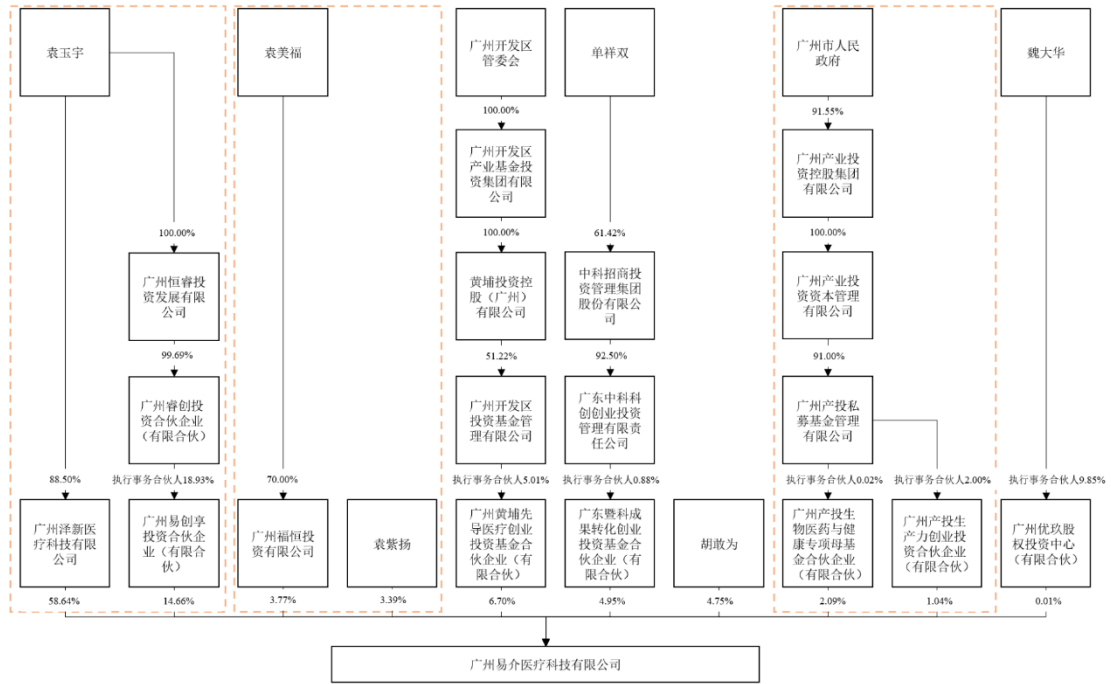 袁玉宇
袁美福
广州开发区
管委会
单祥双
广州市人民
政府
魏大华
100.00%
91.55%
广州开发区
产业基金投
资集团有限
公司
广州产业投
资控股集团
有限公司
100.00%
100.00%
61.42%
100.00%
广州恒睿投
资发展有限
公司
黄埔投资控
股（广州）
有限公司
中科招商投
资管理集团
股份有限公
司
广州产业投
资资本管理
有限公司
99.69%
51.22%
92.50%
91.00%
广州睿创投
资合伙企业
（有限合伙）
广州开发区
投资基金管
理有限公司
广东中科科
创创业投资
管理有限责
任公司
广州产投私
募基金管理
有限公司
88.50%
执行事务合伙人18.93%
70.00%
执行事务合伙人5.01%
执行事务合伙人0.88%
执行事务合伙人0.02%
执行事务合伙人2.00%
执行事务合伙人9.85%
广州泽新医
疗科技有限
公司
广州易创享
投资合伙企
业（有限合
伙）
广州福恒投
资有限公司
袁紫扬
广州黄埔先
导医疗创业
投资基金合
伙企业（有
限合伙）
广东暨科成
果转化创业
投资基金合
伙企业（有
限合伙）
胡敢为
广州产投生
物医药与健
康专项母基
金合伙企业
（有限合伙）
广州产投生
产力创业投
资合伙企业
（有限合伙）
广州优玖股
权投资中心
（有限合伙）
58.64%
14.66%
3.77%
3.39%
6.70%
4.95%
4.75%
2.09%
1.04%
0.01%
广州易介医疗科技有限公司